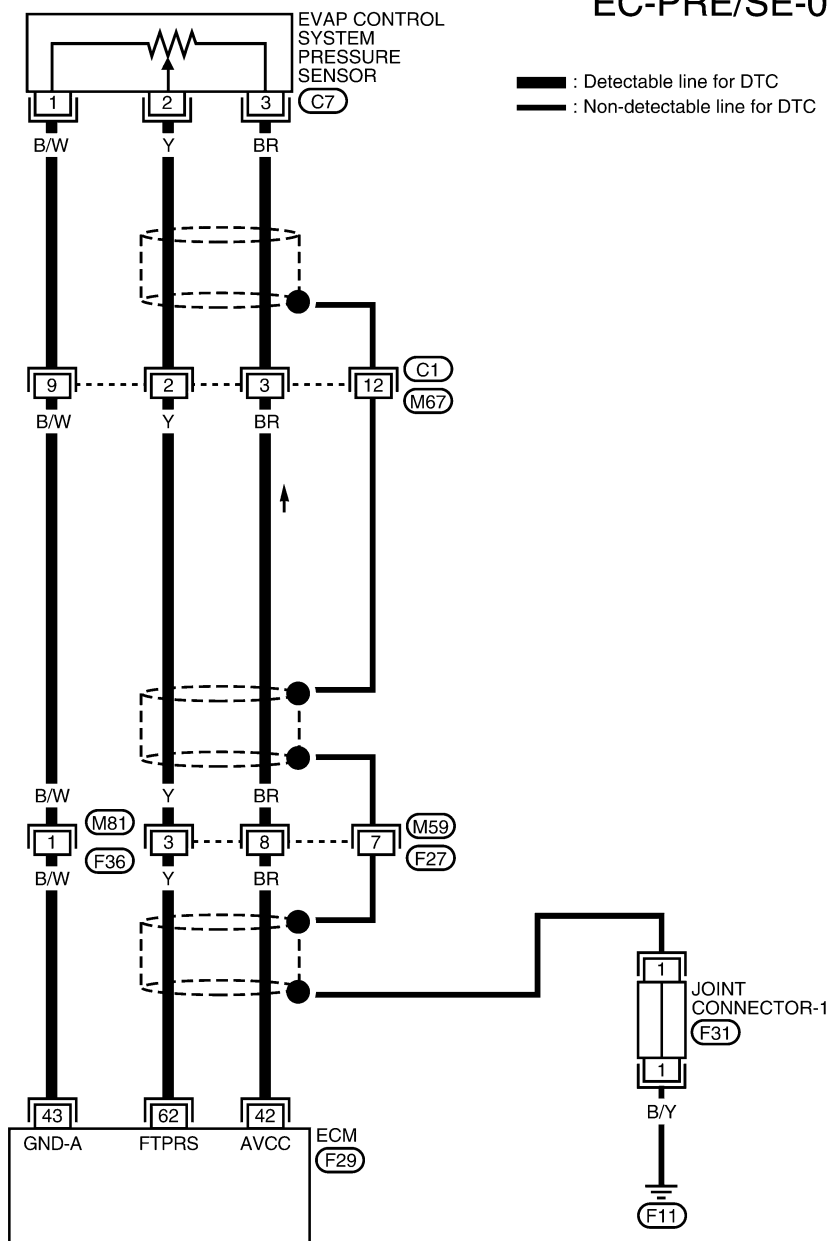 EC-PRE/SE-0
EVAP CONTROL
SYSTEM
PRESSURE
SENSOR
1 2 3 C7
: Detectable line for DTC
: Non-detectable line for DTC
B/W Y BR
9 2 3 12 C1
M67
B/W Y BR
B/W Y BR
1 M81 3 8 7 M59
F36 F27
B/W Y BR
1
JOINT
CONNECTOR-1
F31
1
B/Y
43 62 42
GND-A FTPRS AVCC
ECM
F29
F11